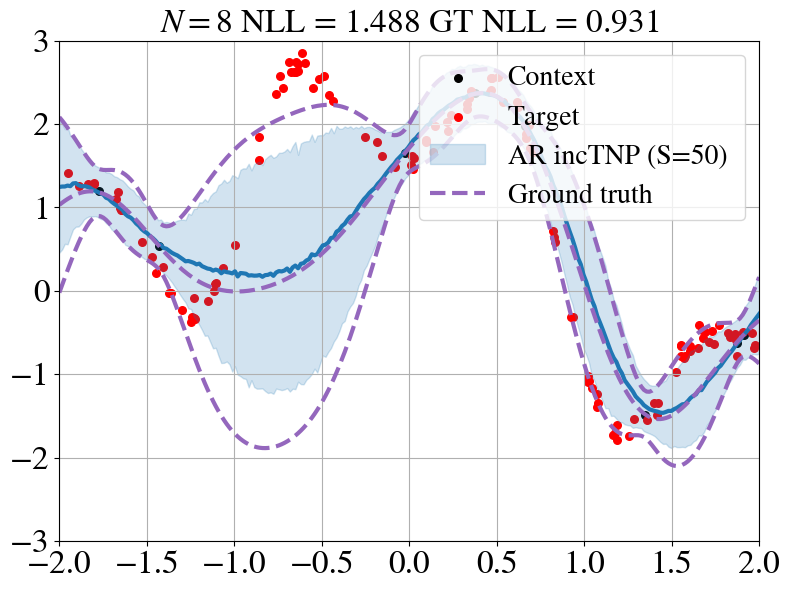 N = 8 NLL = 1.488 GT NLL = 0.931
3
2
1
0
−1
−2
−3
Context
Target
AR incTNP (S=50)
Ground truth
−2.0 −1.5 −1.0 −0.5 0.0 0.5 1.0 1.5 2.0